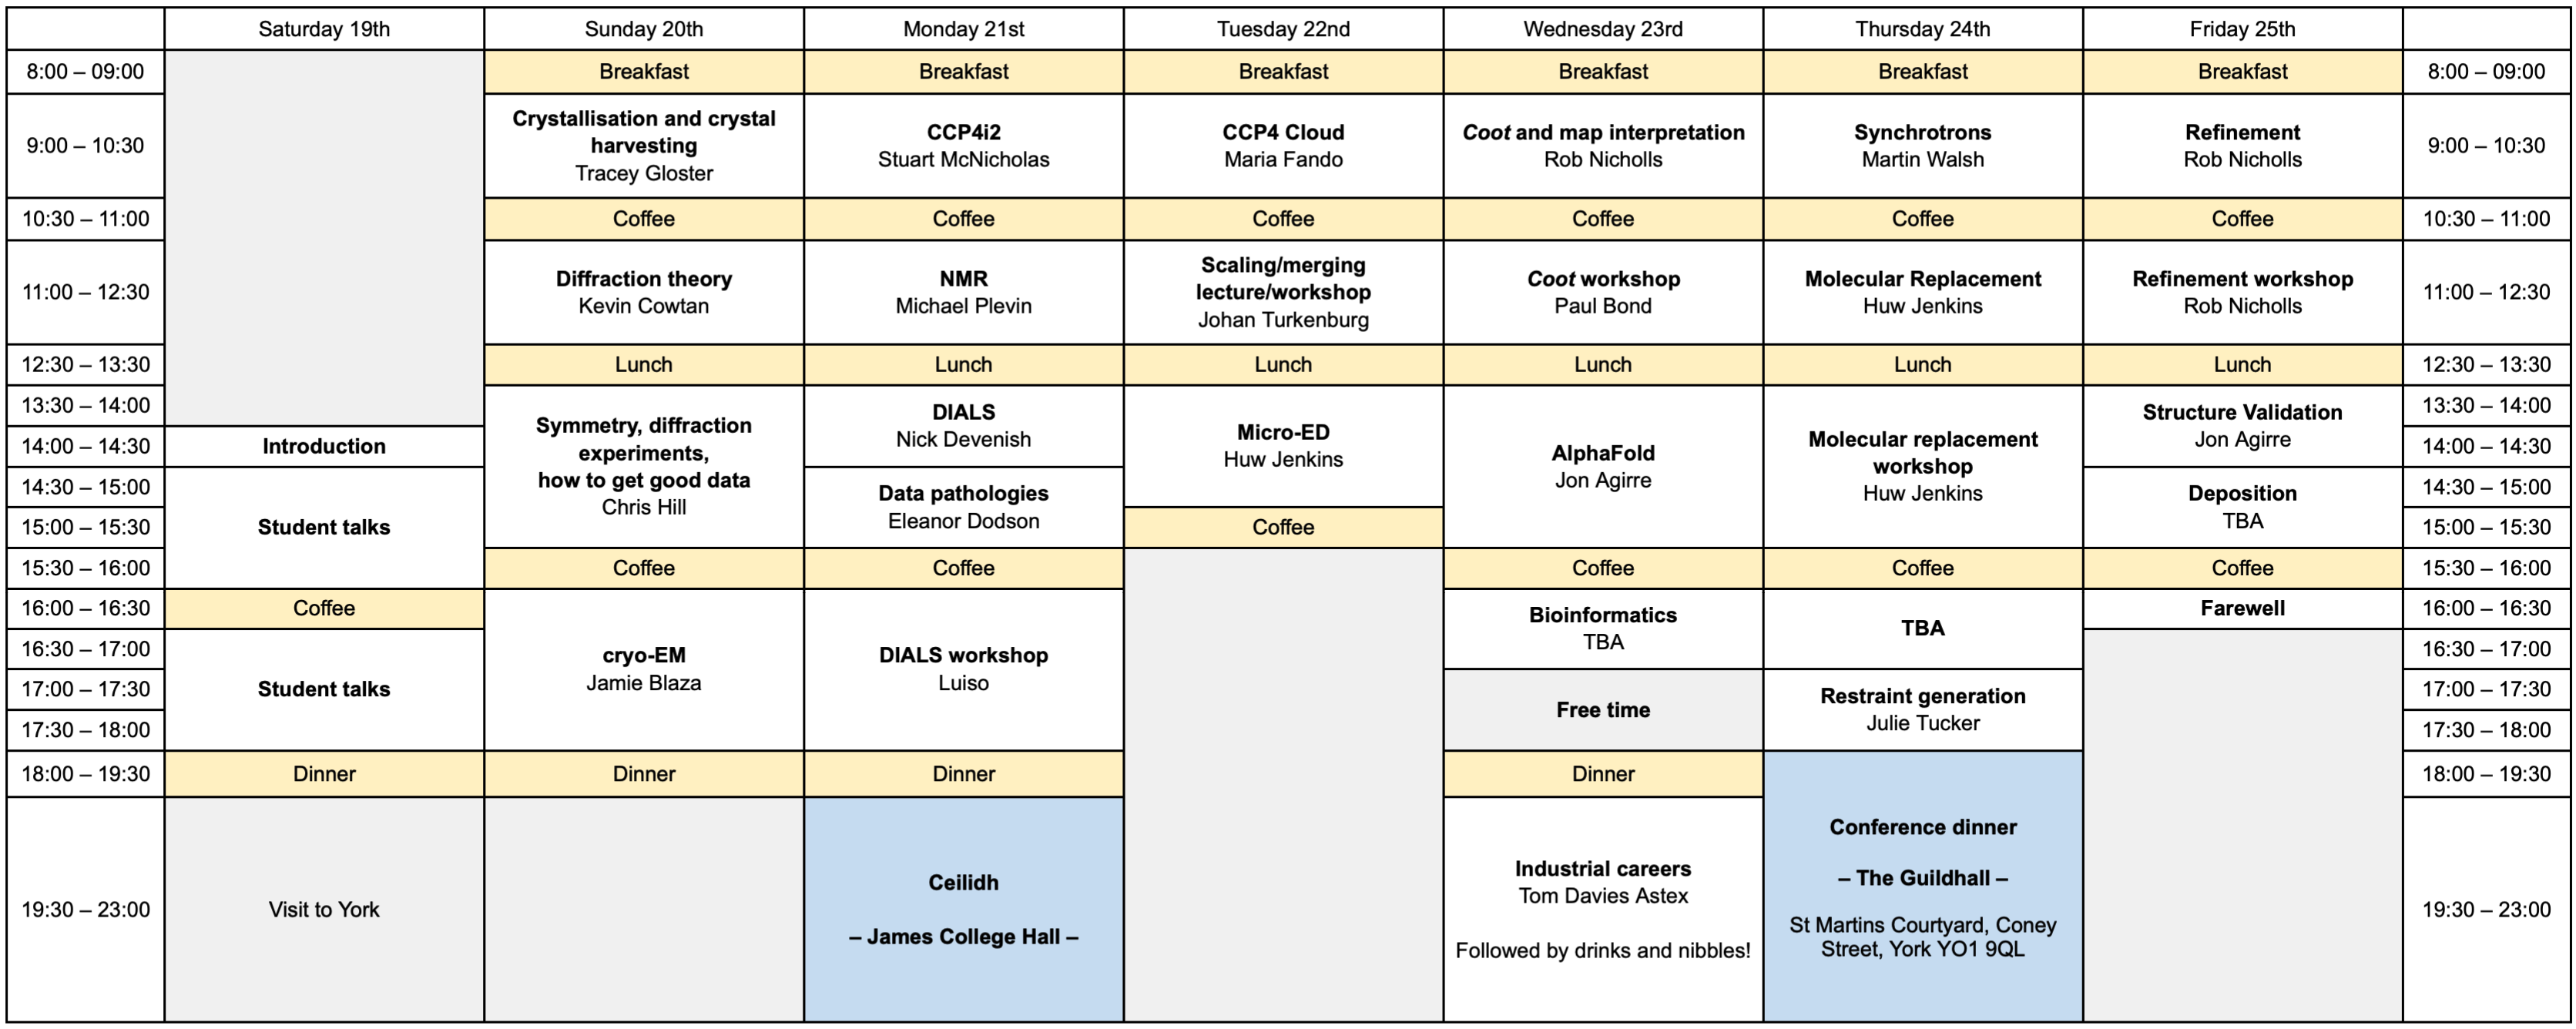 Saturday 19th Sunday 20th Monday 21st Tuesday 22nd Wednesday 23rd Thursday 24th Friday 25th
8:00 – 09:00 Breakfast Breakfast Breakfast Breakfast Breakfast Breakfast 8:00 – 09:00
9:00 – 10:30
Crystallisation and crystal
harvesting
Tracey Gloster
CCP4i2
Stuart McNicholas
CCP4 Cloud
Maria Fando
Coot and map interpretation
Rob Nicholls
Synchrotrons
Martin Walsh
Refinement
Rob Nicholls
9:00 – 10:30
10:30 – 11:00 Coffee Coffee Coffee Coffee Coffee Coffee 10:30 – 11:00
11:00 – 12:30
Diffraction theory
Kevin Cowtan
NMR
Michael Plevin
Scaling/merging
lecture/workshop
Johan Turkenburg
Coot workshop
Paul Bond
Molecular Replacement
Huw Jenkins
Refinement workshop
Rob Nicholls
11:00 – 12:30
12:30 – 13:30 Lunch Lunch Lunch Lunch Lunch Lunch 12:30 – 13:30
13:30 – 14:00
Symmetry, diffraction
experiments,
how to get good data
Chris Hill
DIALS
Nick Devenish
Micro-ED
Huw Jenkins
AlphaFold
Jon Agirre
Molecular replacement
workshop
Huw Jenkins
Structure Validation
Jon Agirre
13:30 – 14:00
14:00 – 14:30 Introduction 14:00 – 14:30
14:30 – 15:00
Student talks
Data pathologies
Eleanor Dodson
Deposition
TBA
14:30 – 15:00
15:00 – 15:30 Coffee 15:00 – 15:30
15:30 – 16:00 Coffee Coffee Coffee Coffee Coffee 15:30 – 16:00
16:00 – 16:30 Coffee
cryo-EM
Jamie Blaza
DIALS workshop
Luiso
Bioinformatics
TBA
TBA
Farewell
16:00 – 16:30
16:30 – 17:00
Student talks
16:30 – 17:00
17:00 – 17:30
Free time
Restraint generation
Julie Tucker
17:00 – 17:30
17:30 – 18:00 17:30 – 18:00
18:00 – 19:30 Dinner Dinner Dinner Dinner
Conference dinner
– The Guildhall –
St Martins Courtyard, Coney
Street, York YO1 9QL
18:00 – 19:30
19:30 – 23:00
Visit to York
Ceilidh
– James College Hall –
Industrial careers
Tom Davies Astex
Followed by drinks and nibbles!
19:30 – 23:00